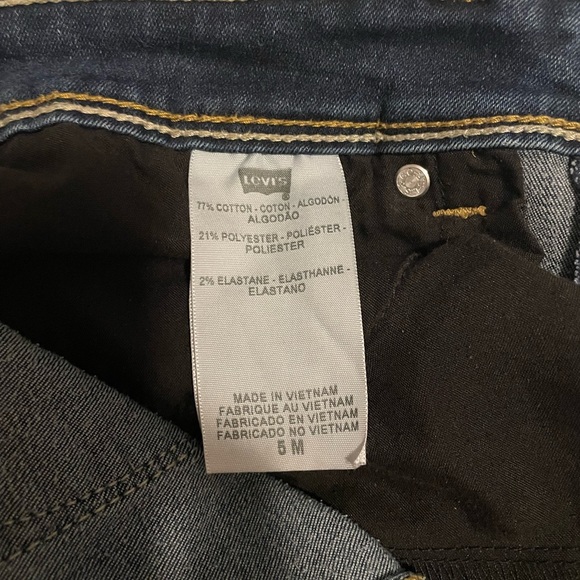 Levi's
77% COTTON - COTON - ALGODÓN -
ALGODÃO
21% POLYESTER - POLIÉSTER -
POLIESTER
2% ELASTANE - ELASTHANNE -
ELASTANO
MADE IN VIETNAM
FABRIQUE AU VIETNAM
FABRICADO EN VIETNAM
FABRICADO NO VIETNAM
5 M